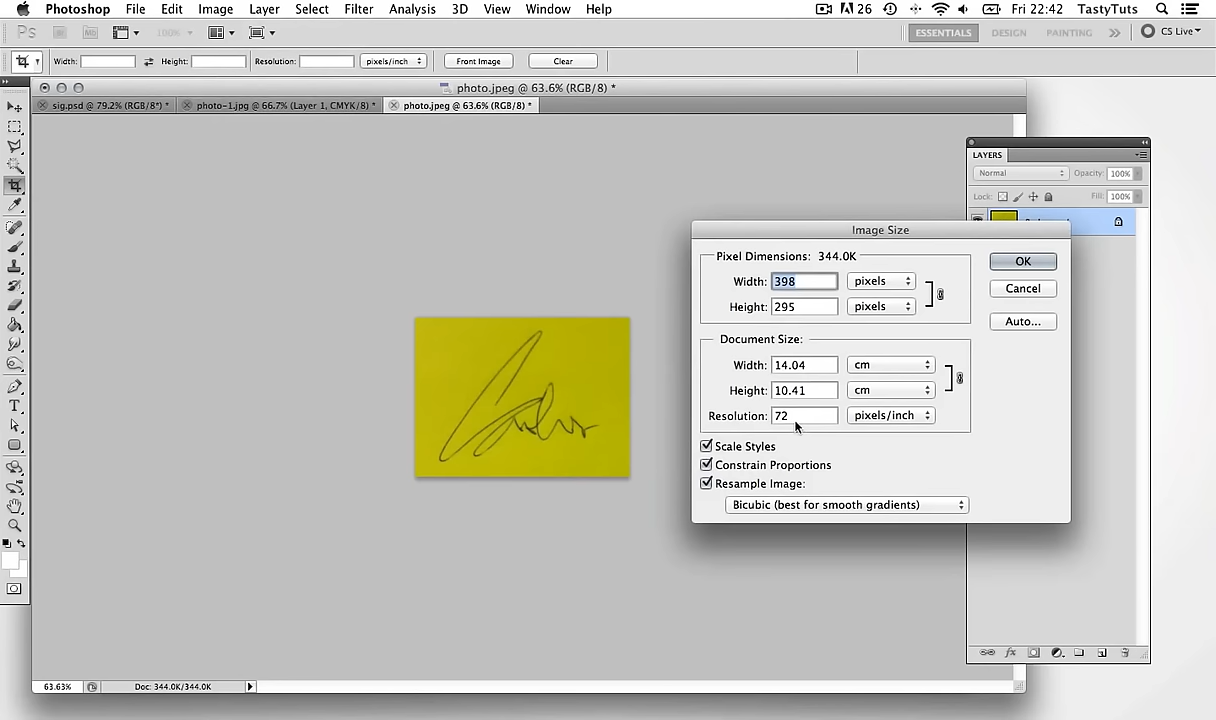 Photoshop File Edit Image Layer Select Filter Analysis 3D View Window Help 26 Fri 22:42 TastyTuts
Ps Mb 100% ESSENTIALS DESIGN PAINTING CS Live
Width: Height: Resolution: pixels/inch Front Image Clear
photo.jpeg @ 63.6% (RGB/8) *
sig.psd @ 79.2% (RGB/8*) * photo-1.jpg @ 66.7% (Layer 1, CMYK/8) * photo.jpeg @ 63.6% (RGB/8) *
LAYERS
Normal Opacity: 100%
Lock: Fill: 100%
Image Size
Pixel Dimensions: 344.0K
Width: 398 pixels
Height: 295 pixels
OK
Cancel
Auto...
Document Size:
Width: 14.04 cm
Height: 10.41 cm
Resolution: 72 pixels/inch
Scale Styles
Constrain Proportions
Resample Image:
Bicubic (best for smooth gradients)
63.63% Doc: 344.0K/344.0K